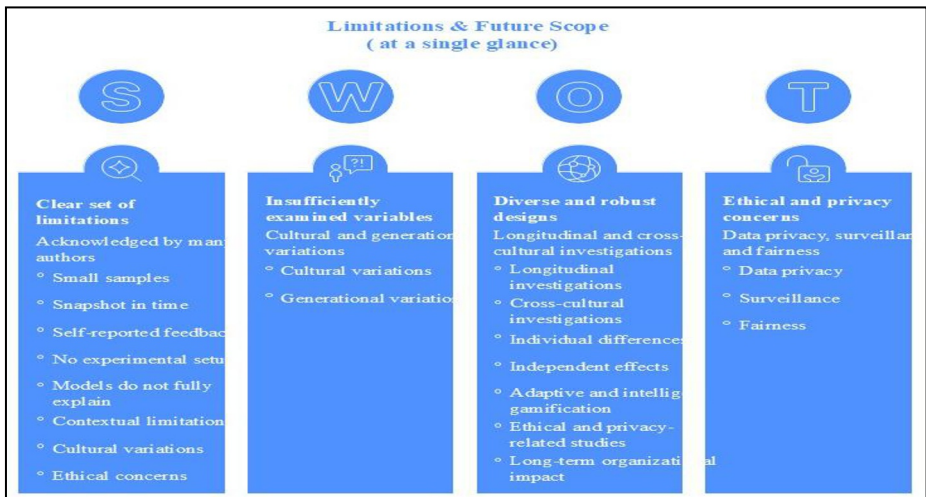 Limitations & Future Scope
( at a single glance)
S
W
O
T
?!
Clear set of
limitations
Acknowledged by man
authors
° Small samples
° Snapshot in time
° Self-reported feedbac
° No experimental setu
° Models do not fully
explain
° Contextual limitation
° Cultural variations
° Ethical concerns
Insufficiently
examined variables
Cultural and generation
variations
° Cultural variations
° Generational variatio
Diverse and robust
designs
Longitudinal and cross-
cultural investigations
° Longitudinal
investigations
° Cross-cultural
investigations
° Individual differences
° Independent effects
° Adaptive and intellig
gamification
° Ethical and privacy-
related studies
° Long-term organizational
impact
Ethical and privacy
concerns
Data privacy, surveillan
and fairness
° Data privacy
° Surveillance
° Fairness